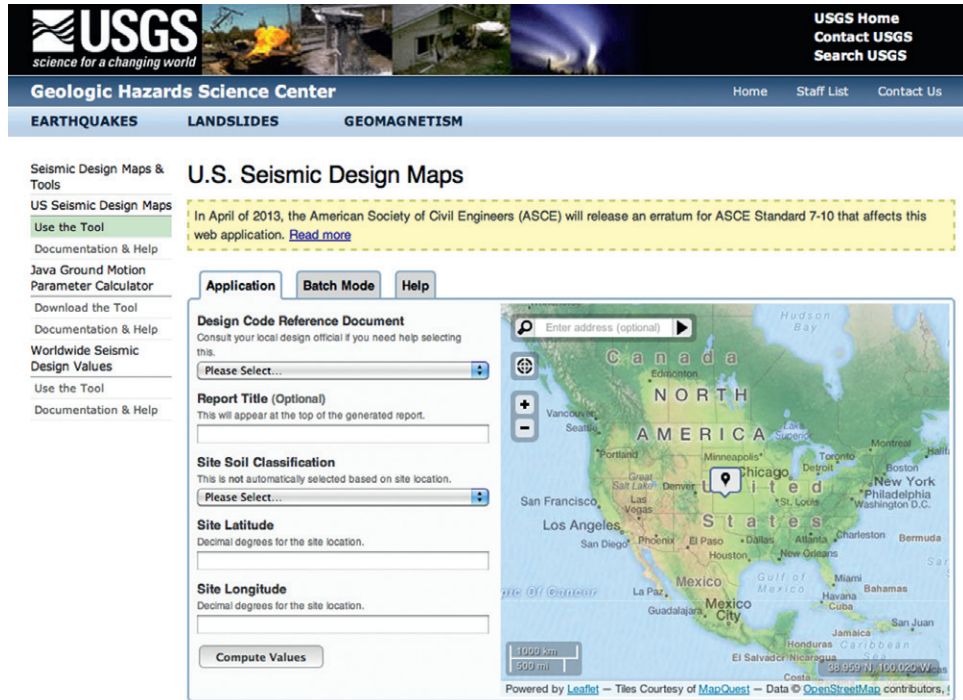 USGS
science for a changing world
USGS Home
Contact USGS
Search USGS
Geologic Hazards Science Center
Home
Staff List
Contact Us
EARTHQUAKES
LANDSLIDES
GEOMAGNETISM
Seismic Design Maps &
Tools
US Seismic Design Maps
Use the Tool
Documentation & Help
Java Ground Motion
Parameter Calculator
Download the Tool
Documentation & Help
Worldwide Seismic
Design Values
Use the Tool
Documentation & Help
U.S. Seismic Design Maps
In April of 2013, the American Society of Civil Engineers (ASCE) will release an erratum for ASCE Standard 7-10 that affects this
web application. Read more
Application
Batch Mode
Help
Design Code Reference Document
Consult your local design official if you need help selecting
this.
Please Select...
Report Title (Optional)
This will appear at the top of the generated report.
Site Soil Classification
This is not automatically selected based on site location.
Please Select...
Site Latitude
Decimal degrees for the site location.
Site Longitude
Decimal degrees for the site location.
Compute Values
Enter address (optional)
Hudson
Bay
Canada
Edmonton
+
-
NORTH
AMERICA
Vancouver
Seattle
Lake
Superior
Montreal
Portland
Minneapolis
Toronto
Great
Salt Lake
Denver
Chicago
Detroit
Boston
New York
United
Philadelphia
San Francisco
Las
Vegas
St. Louis
Washington D.C.
Los Angeles
States
San Diego
Phoenix
El Paso
Dallas
Atlanta
Charleston
Bermuda
Houston
New Orleans
Mexico
Gulf of
Mexico
Miami
La Paz
Havana
Bahamas
Guadalajara
Mexico
City
Cuba
San Juan
Jamaica
1000 km
500 mi
Honduras
Caribbean
Sea
El Salvador
Nicaragua
38.959 N, 100.020 W
Powered by Leaflet — Tiles Courtesy of MapQuest — Data © OpenStreetMap contributors,